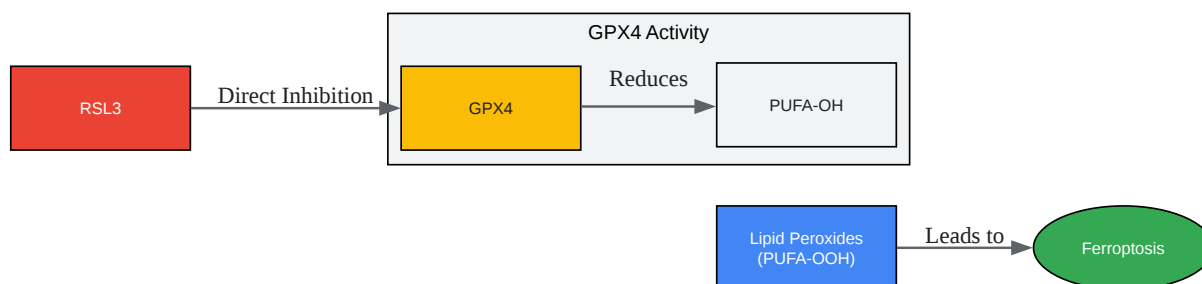 GPX4 Activity
RSL3
Direct Inhibition
GPX4
Reduces
PUFA-OH
Lipid Peroxides
(PUFA-OOH)
Leads to
Ferroptosis